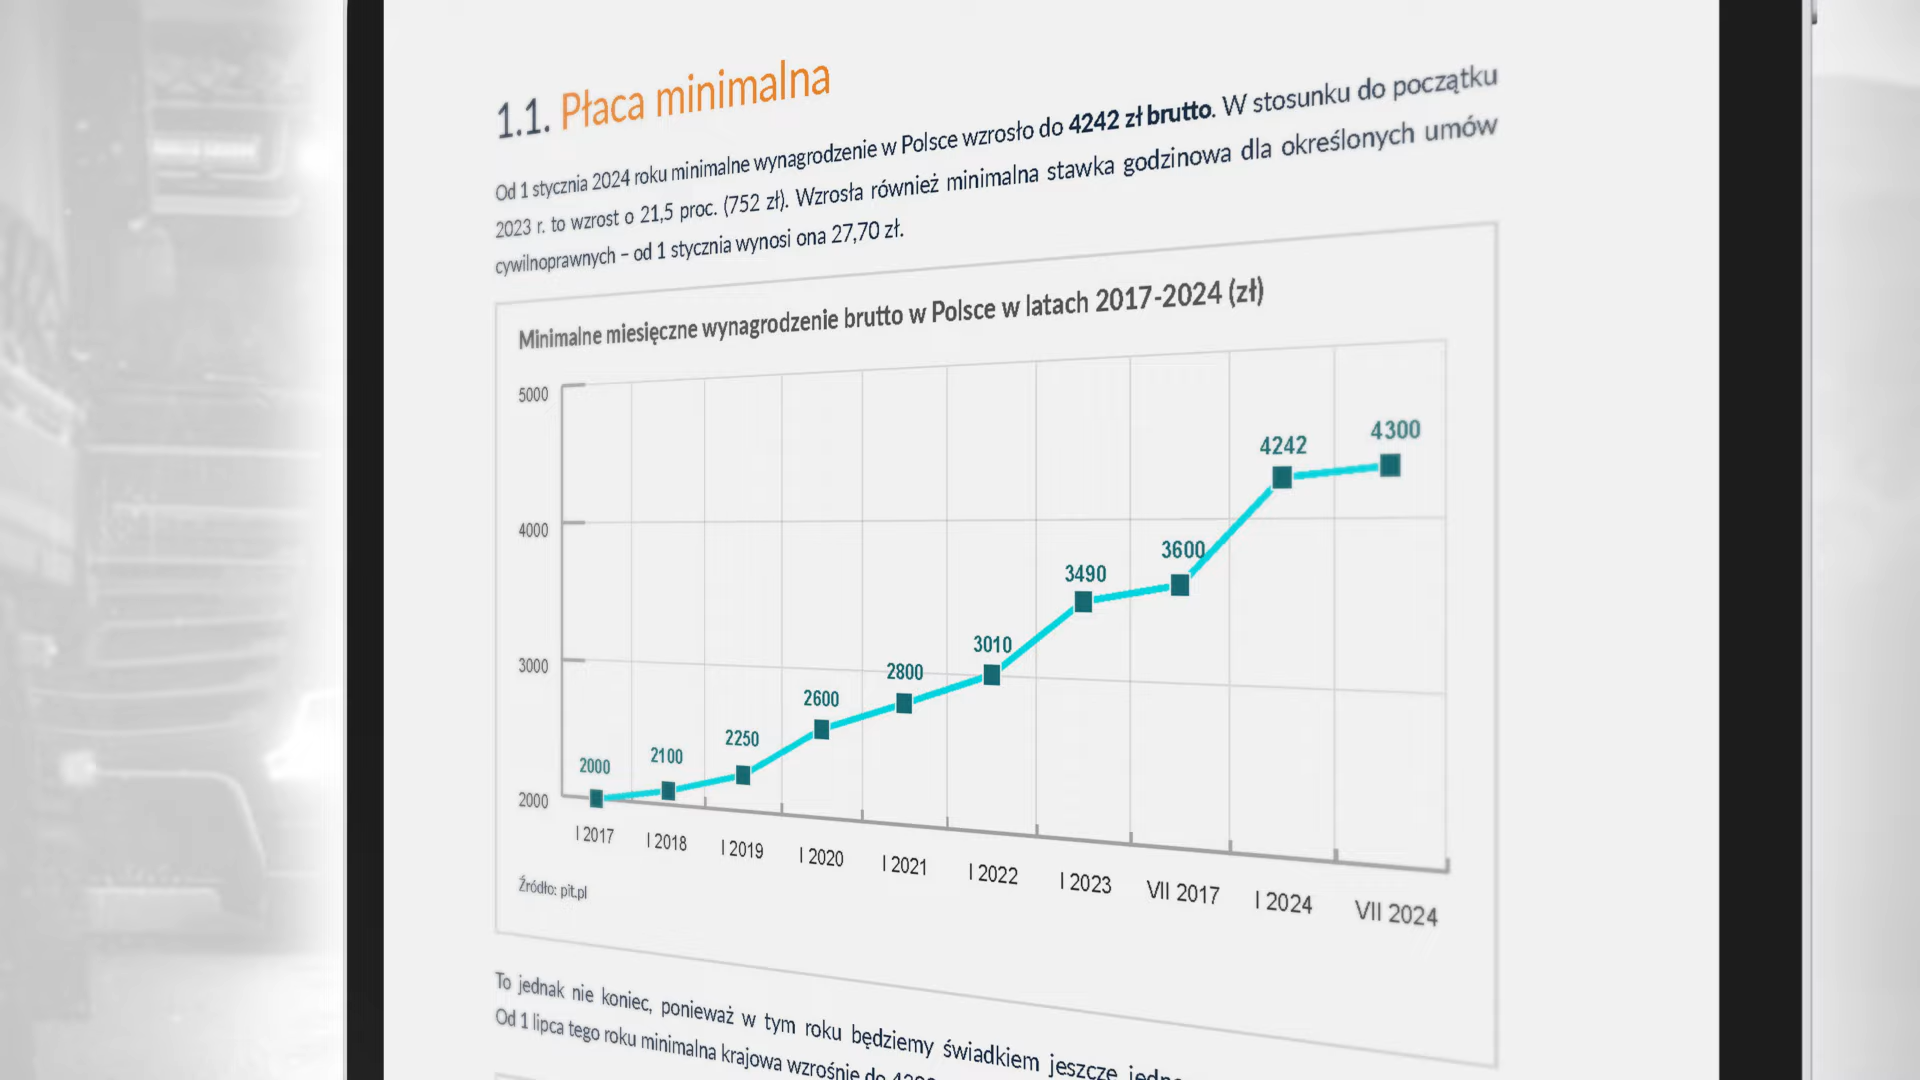 1.1. Płaca minimalna
Od 1 stycznia 2024 roku minimalne wynagrodzenie w Polsce wzrosło do 4242 zł brutto. W stosunku do początku
2023 r. to wzrost o 21,5 proc. (752 zł). Wzrosła również minimalna stawka godzinowa dla określonych umów
cywilnoprawnych – od 1 stycznia wynosi ona 27,70 zł.
Minimalne miesięczne wynagrodzenie brutto w Polsce w latach 2017-2024 (zł)
5000
4000
3000
2000
2000
2100
2250
2600
2800
3010
3490
3600
4242
4300
I 2017
I 2018
I 2019
I 2020
I 2021
I 2022
I 2023
VII 2017
I 2024
VII 2024
Źródło: pit.pl
To jednak nie koniec, ponieważ w tym roku będziemy świadkiem jeszcze
Od 1 lipca tego roku minimalna krajowa wzrośnie do